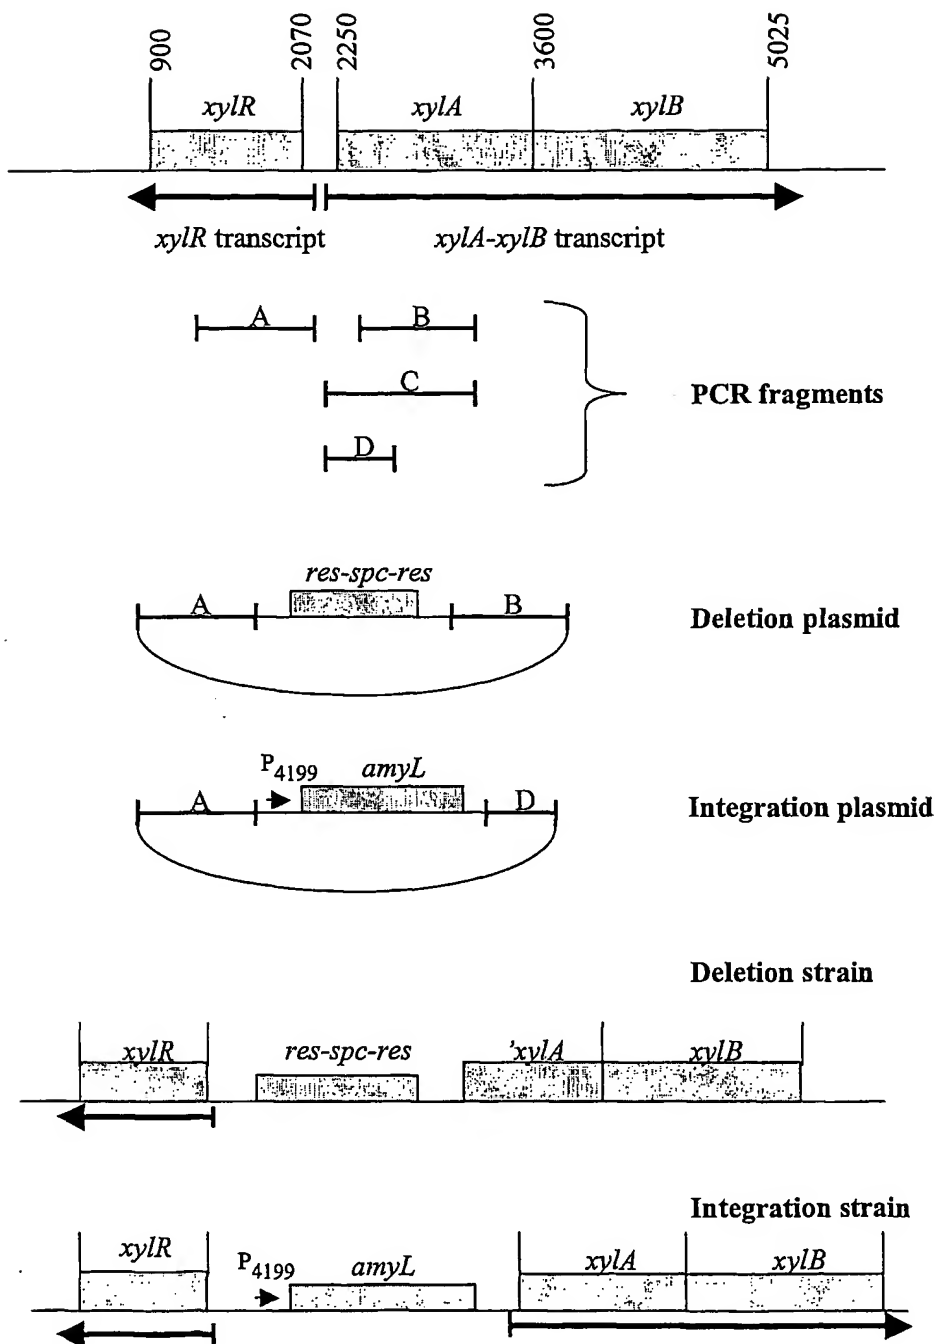 900
2070
2250
3600
5025
xylR
xylA
xylB
xylR transcript
xylA-xylB transcript
A
B
C
D
PCR fragments
res-spc-res
A
B
Deletion plasmid
P4199
amyL
A
D
Integration plasmid
Deletion strain
xylR
res-spc-res
'xylA
xylB
Integration strain
xylR
P4199
amyL
xylA
xylB